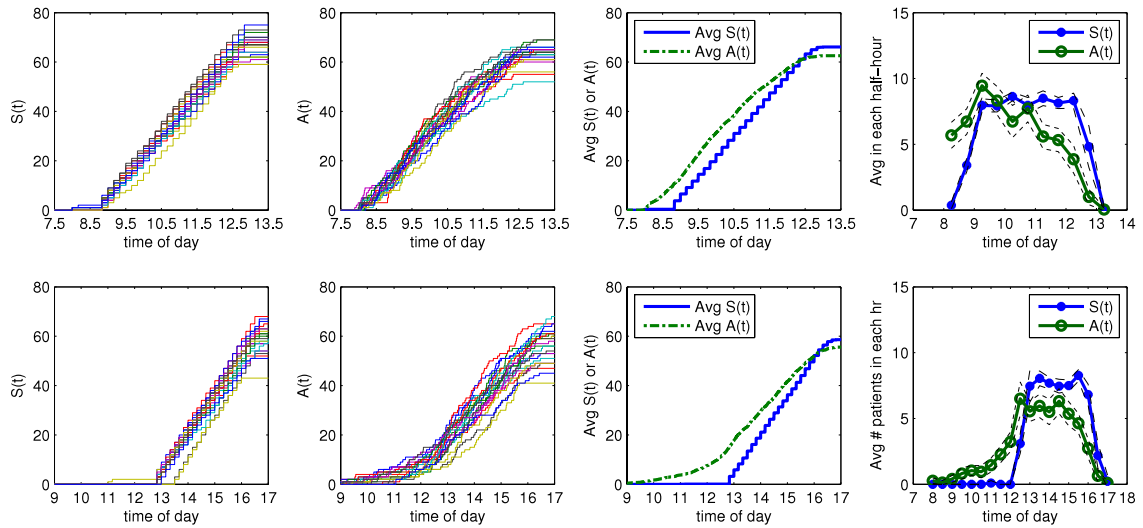 S(t)
80
60
40
20
0
7.5 8.5 9.5 10.5 11.5 12.5 13.5
time of day
A(t)
80
60
40
20
0
7.5 8.5 9.5 10.5 11.5 12.5 13.5
time of day
Avg S(t) or A(t)
80
60
40
20
0
7.5 8.5 9.5 10.5 11.5 12.5 13.5
time of day
Avg S(t)
Avg A(t)
Avg in each half−hour
15
10
5
0
7 8 9 10 11 12 13 14
time of day
S(t)
A(t)
S(t)
80
60
40
20
0
9 10 11 12 13 14 15 16 17
time of day
A(t)
80
60
40
20
0
9 10 11 12 13 14 15 16 17
time of day
Avg S(t) or A(t)
80
60
40
20
0
9 11 13 14 15 16 17
time of day
Avg S(t)
Avg A(t)
Avg # patients in each hr
15
10
5
0
7 8 9 10 11 12 13 14 15 16 17 18
time of day
S(t)
A(t)